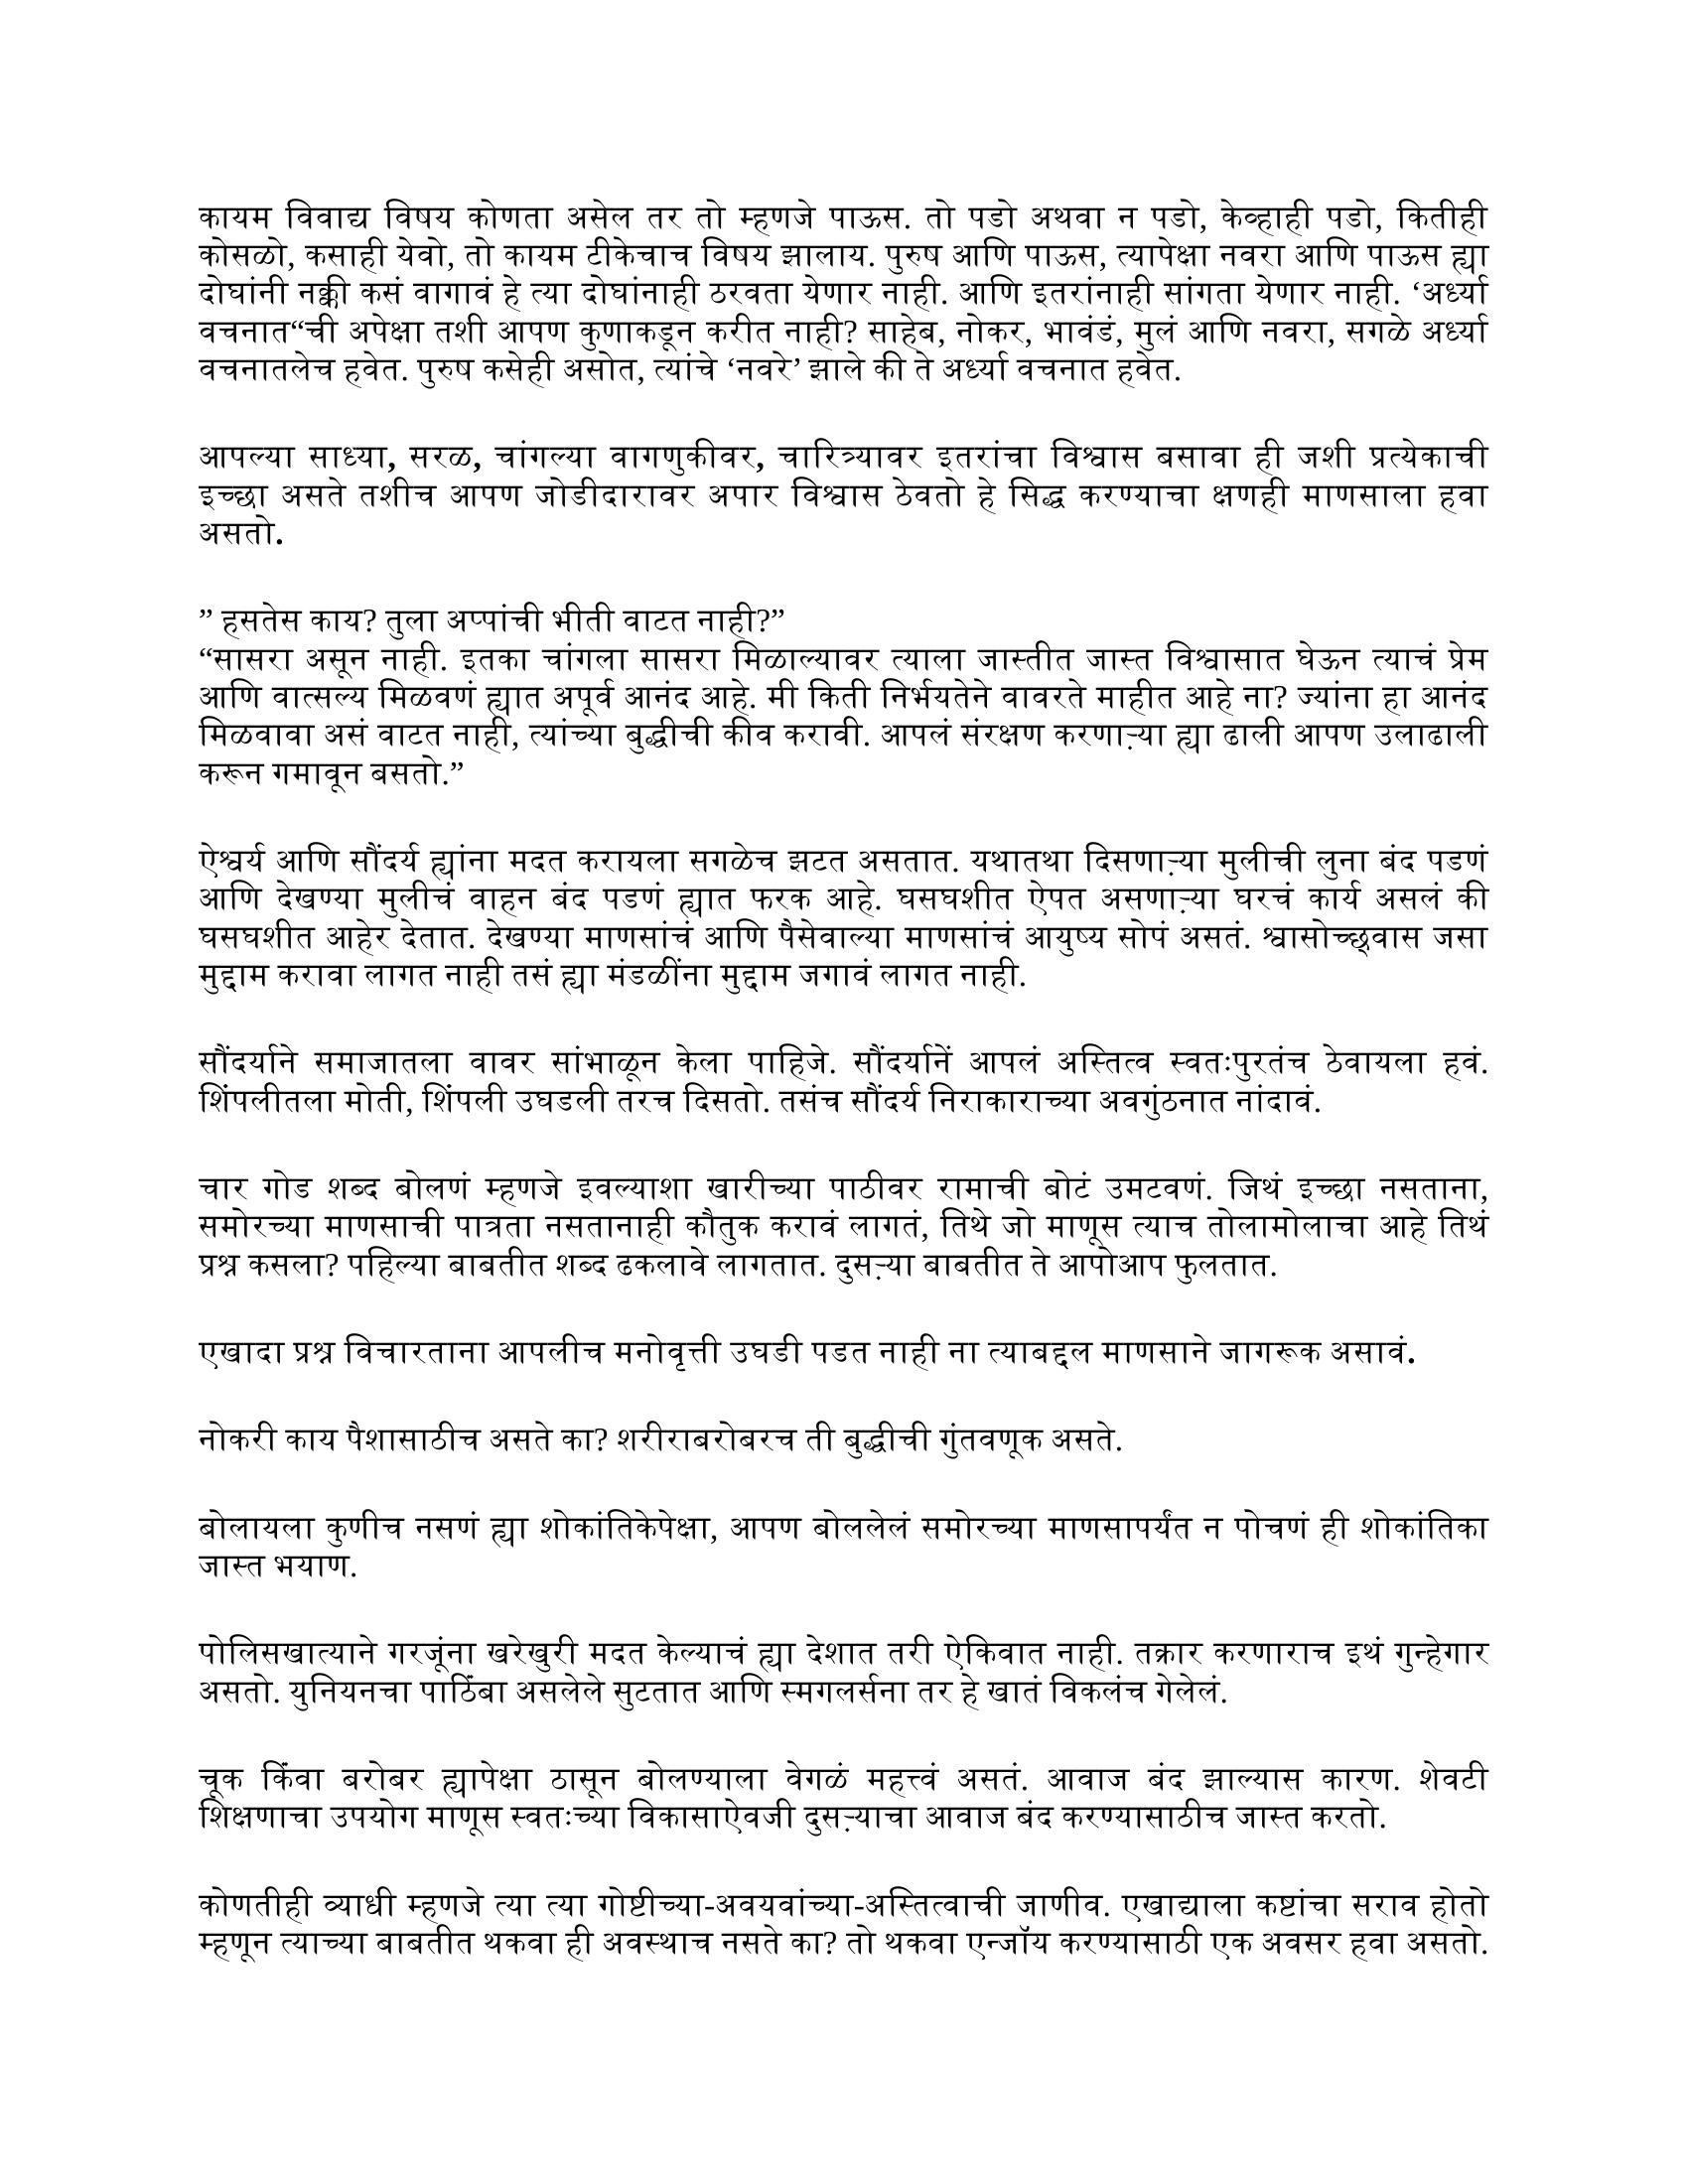 कायम विवाद्य विषय कोणता असेल तर तो म्हणजे पाऊस. तो पडो अथवा न पडो, केव्हाही पडो, कितीही
कोसळो, कसाही येवो, तो कायम टीकेचाच विषय झालाय. पुरुष आणि पाऊस, त्यापेक्षा नवरा आणि पाऊस ह्या
दोघांनी नक्की कसं वागावं हे त्या दोघांनाही ठरवता येणार नाही. आणि इतरांनाही सांगता येणार नाही. ‘अर्ध्या
वचनात“ची अपेक्षा तशी आपण कुणाकडून करीत नाही? साहेब, नोकर, भावंडं, मुलं आणि नवरा, सगळे अर्ध्या
वचनातलेच हवेत. पुरुष कसेही असोत, त्यांचे ‘नवरे’ झाले की ते अर्ध्या वचनात हवेत.
आपल्या साध्या, सरळ, चांगल्या वागणुकीवर, चारित्र्यावर इतरांचा विश्वास बसावा ही जशी प्रत्येकाची
इच्छा असते तशीच आपण जोडीदारावर अपार विश्वास ठेवतो हे सिद्ध करण्याचा क्षणही माणसाला हवा
असतो.
” हसतेस काय? तुला अप्पांची भीती वाटत नाही?”
“सासरा असून नाही. इतका चांगला सासरा मिळाल्यावर त्याला जास्तीत जास्त विश्वासात घेऊन त्याचं प्रेम
आणि वात्सल्य मिळवणं ह्यात अपूर्व आनंद आहे. मी किती निर्भयतेने वावरते माहीत आहे ना? ज्यांना हा आनंद
मिळवावा असं वाटत नाही, त्यांच्या बुद्धीची कीव करावी. आपलं संरक्षण करणाऱ्या ह्या ढाली आपण उलाढाली
करून गमावून बसतो.”
ऐश्वर्य आणि सौंदर्य ह्यांना मदत करायला सगळेच झटत असतात. यथातथा दिसणाऱ्या मुलीची लुना बंद पडणं
आणि देखण्या मुलीचं वाहन बंद पडणं ह्यात फरक आहे. घसघशीत ऐपत असणाऱ्या घरचं कार्य असलं की
घसघशीत आहेर देतात. देखण्या माणसांचं आणि पैसेवाल्या माणसांचं आयुष्य सोपं असतं. श्वासोच्छ्वास जसा
मुद्दाम करावा लागत नाही तसं ह्या मंडळींना मुद्दाम जगावं लागत नाही.
सौंदर्याने समाजातला वावर सांभाळून केला पाहिजे. सौंदर्यानें आपलं अस्तित्व स्वतःपुरतंच ठेवायला हवं.
शिंपलीतला मोती, शिंपली उघडली तरच दिसतो. तसंच सौंदर्य निराकाराच्या अवगुंठनात नांदावं.
चार गोड शब्द बोलणं म्हणजे इवल्याशा खारीच्या पाठीवर रामाची बोटं उमटवणं. जिथं इच्छा नसताना,
समोरच्या माणसाची पात्रता नसतानाही कौतुक करावं लागतं, तिथे जो माणूस त्याच तोलामोलाचा आहे तिथं
प्रश्न कसला? पहिल्या बाबतीत शब्द ढकलावे लागतात. दुसऱ्या बाबतीत ते आपोआप फुलतात.
एखादा प्रश्न विचारताना आपलीच मनोवृत्ती उघडी पडत नाही ना त्याबद्दल माणसाने जागरूक असावं.
नोकरी काय पैशासाठीच असते का? शरीराबरोबरच ती बुद्धीची गुंतवणूक असते.
बोलायला कुणीच नसणं ह्या शोकांतिकेपेक्षा, आपण बोललेलं समोरच्या माणसापर्यंत न पोचणं ही शोकांतिका
जास्त भयाण.
पोलिसखात्याने गरजूंना खरेखुरी मदत केल्याचं ह्या देशात तरी ऐकिवात नाही. तक्रार करणाराच इथं गुन्हेगार
असतो. युनियनचा पाठिंबा असलेले सुटतात आणि स्मगलर्सना तर हे खातं विकलंच गेलेलं.
चूक किंवा बरोबर ह्यापेक्षा ठासून बोलण्याला वेगळं महत्त्वं असतं. आवाज बंद झाल्यास कारण. शेवटी
शिक्षणाचा उपयोग माणूस स्वतःच्या विकासाऐवजी दुसऱ्याचा आवाज बंद करण्यासाठीच जास्त करतो.
कोणतीही व्याधी म्हणजे त्या त्या गोष्टीच्या-अवयवांच्या-अस्तित्वाची जाणीव. एखाद्याला कष्टांचा सराव होतो
म्हणून त्याच्या बाबतीत थकवा ही अवस्थाच नसते का? तो थकवा एन्जॉय करण्यासाठी एक अवसर हवा असतो.